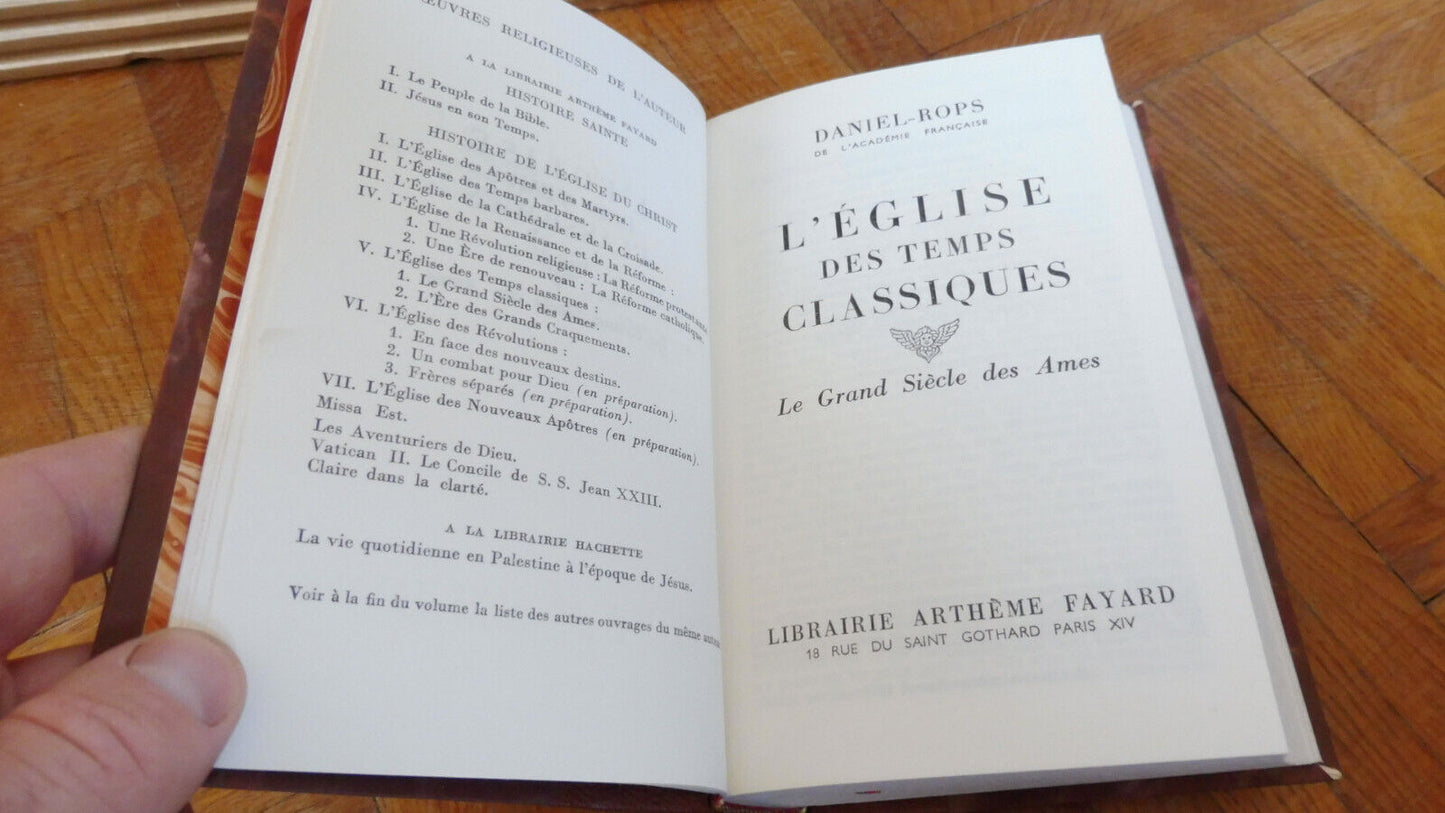 ŒUVRES RELIGIEUSES DE L'AUTEUR
A LA LIBRAIRIE ARTHÈME FAYARD
HISTOIRE SAINTE
I. Le Peuple de la Bible.
II. Jésus en son Temps.
HISTOIRE DE L'ÉGLISE DU CHRIST
I. L'Église des Apôtres et des Martyrs.
II. L'Église des Temps barbares.
III. L'Église de la Cathédrale et de la Croisade.
IV. L'Église de la Renaissance et de la Réforme :
1. Une Révolution religieuse : La Réforme protestante
2. Une Ère de renouveau : La Réforme catholique.
V. L'Église des Temps classiques :
1. Le Grand Siècle des Ames.
2. L'Ère des Grands Craquements.
VI. L'Église des Révolutions :
1. En face des nouveaux destins.
2. Un combat pour Dieu (en préparation).
3. Frères séparés (en préparation).
VII. L'Église des Nouveaux Apôtres (en préparation).
Missa Est.
Les Aventuriers de Dieu.
Vatican II. Le Concile de S. S. Jean XXIII.
Claire dans la clarté.
A LA LIBRAIRIE HACHETTE
La vie quotidienne en Palestine à l'époque de Jésus.
Voir à la fin du volume la liste des autres ouvrages du même auteur
DANIEL-ROPS
DE L'ACADÉMIE FRANÇAISE
L'ÉGLISE
DES TEMPS
CLASSIQUES
Le Grand Siècle des Ames
LIBRAIRIE ARTHÈME FAYARD
18 RUE DU SAINT GOTHARD PARIS XIV